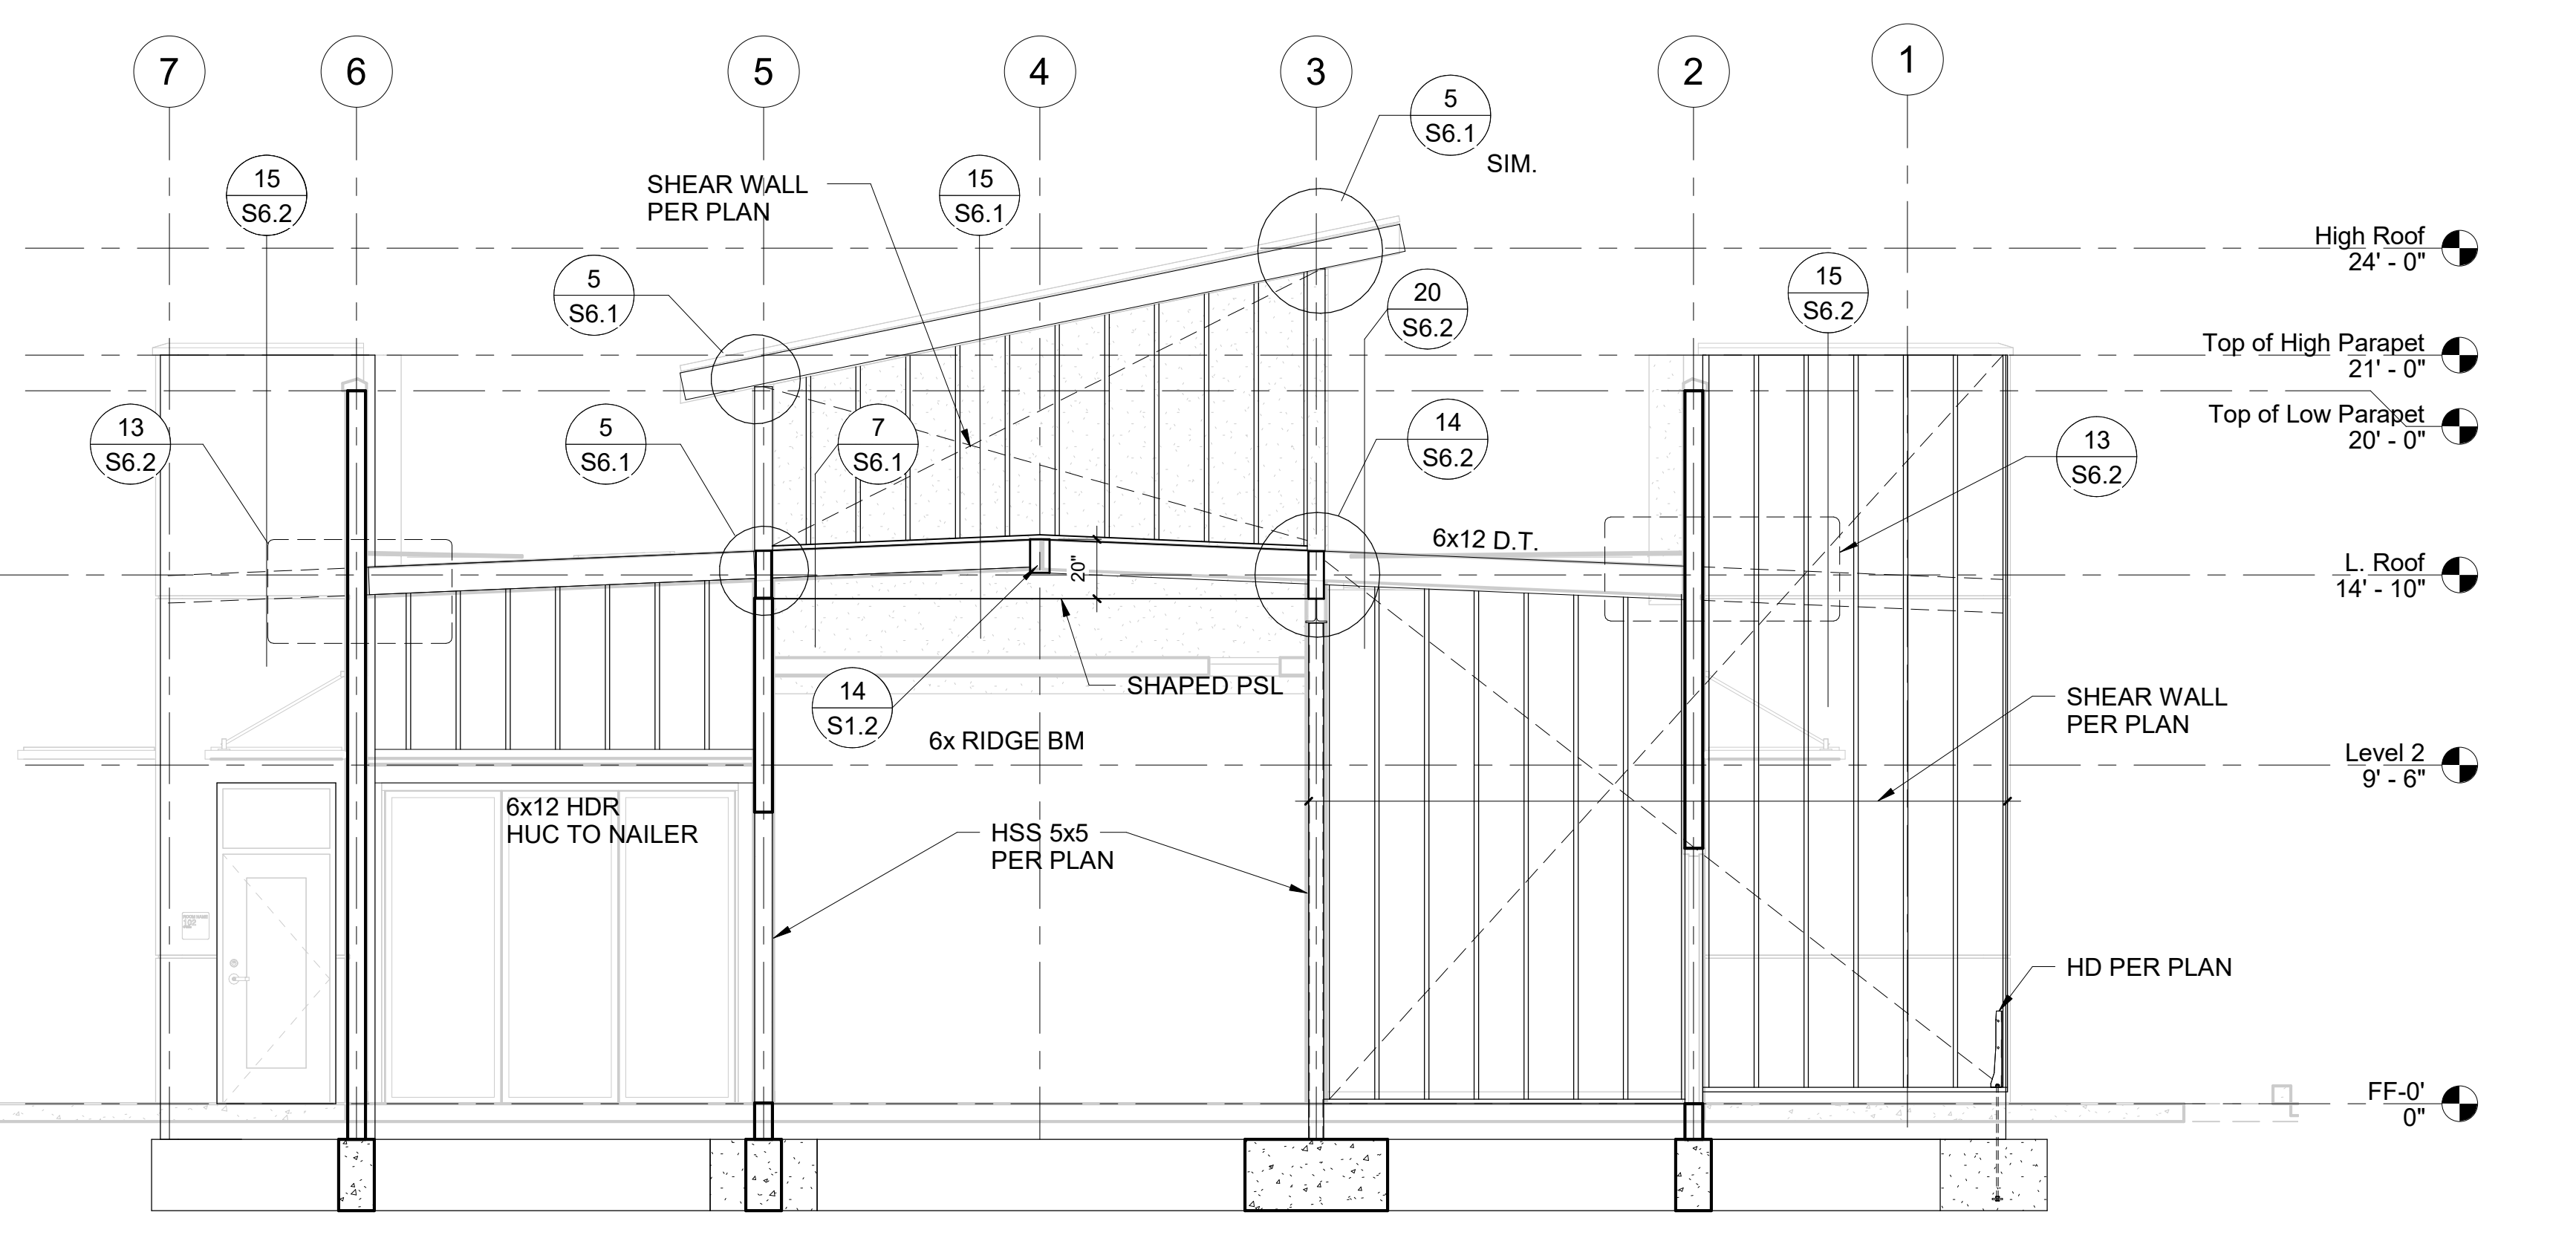 7
6
5
4
3
2
1
5
S6.1
SIM.
15
S6.2
SHEAR WALL
PER PLAN
15
S6.1
High Roof
24' - 0"
5
S6.1
20
S6.2
15
S6.2
Top of High Parapet
21' - 0"
Top of Low Parapet
20' - 0"
13
S6.2
5
S6.1
7
S6.1
14
S6.2
13
S6.2
6x12 D.T.
20"
L. Roof
14' - 10"
14
S1.2
SHAPED PSL
SHEAR WALL
PER PLAN
6x RIDGE BM
Level 2
9' - 6"
6x12 HDR
HUC TO NAILER
HSS 5x5
PER PLAN
HD PER PLAN
FF-0'
0"